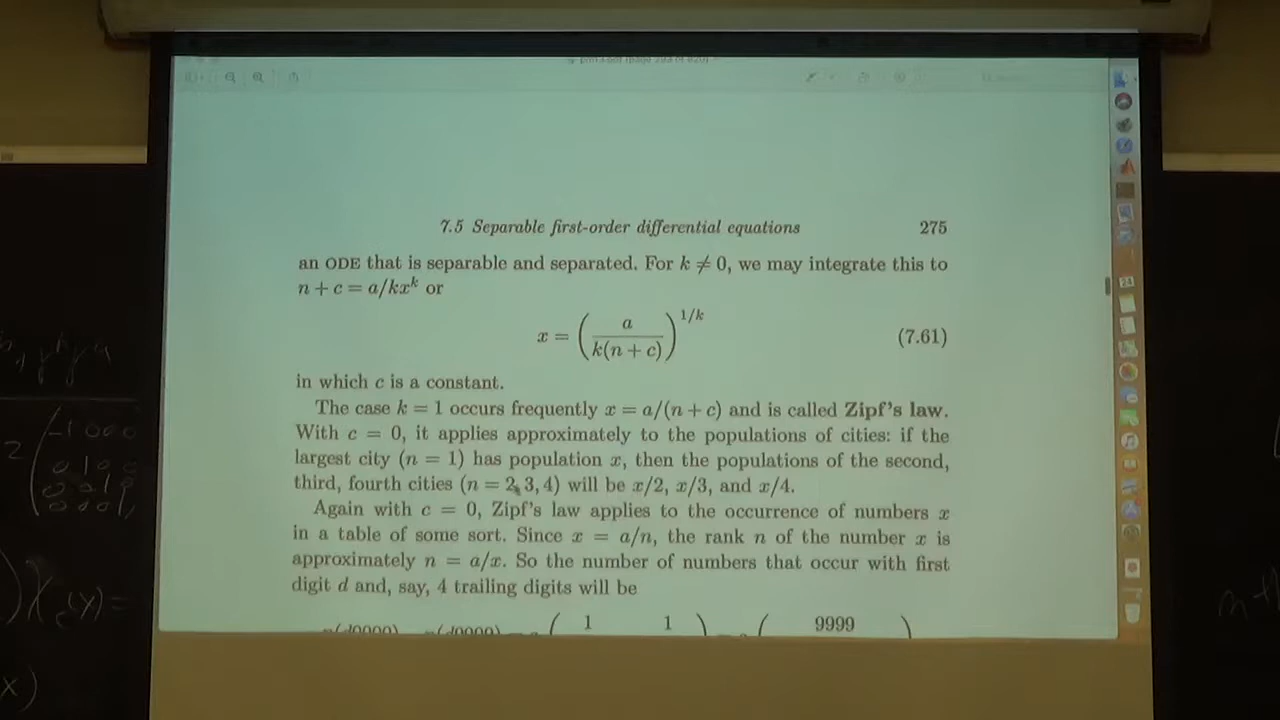 7.5 Separable first-order differential equations 275
an ODE that is separable and separated. For k ≠ 0, we may integrate this to
n + c = a/kx^k or
x = (a / k(n + c))^1/k (7.61)
in which c is a constant.
The case k = 1 occurs frequently x = a/(n + c) and is called Zipf's law.
With c = 0, it applies approximately to the populations of cities: if the
largest city (n = 1) has population x, then the populations of the second,
third, fourth cities (n = 2, 3, 4) will be x/2, x/3, and x/4.
Again with c = 0, Zipf's law applies to the occurrence of numbers x
in a table of some sort. Since x = a/n, the rank n of the number x is
approximately n = a/x. So the number of numbers that occur with first
digit d and, say, 4 trailing digits will be
1 1 9999